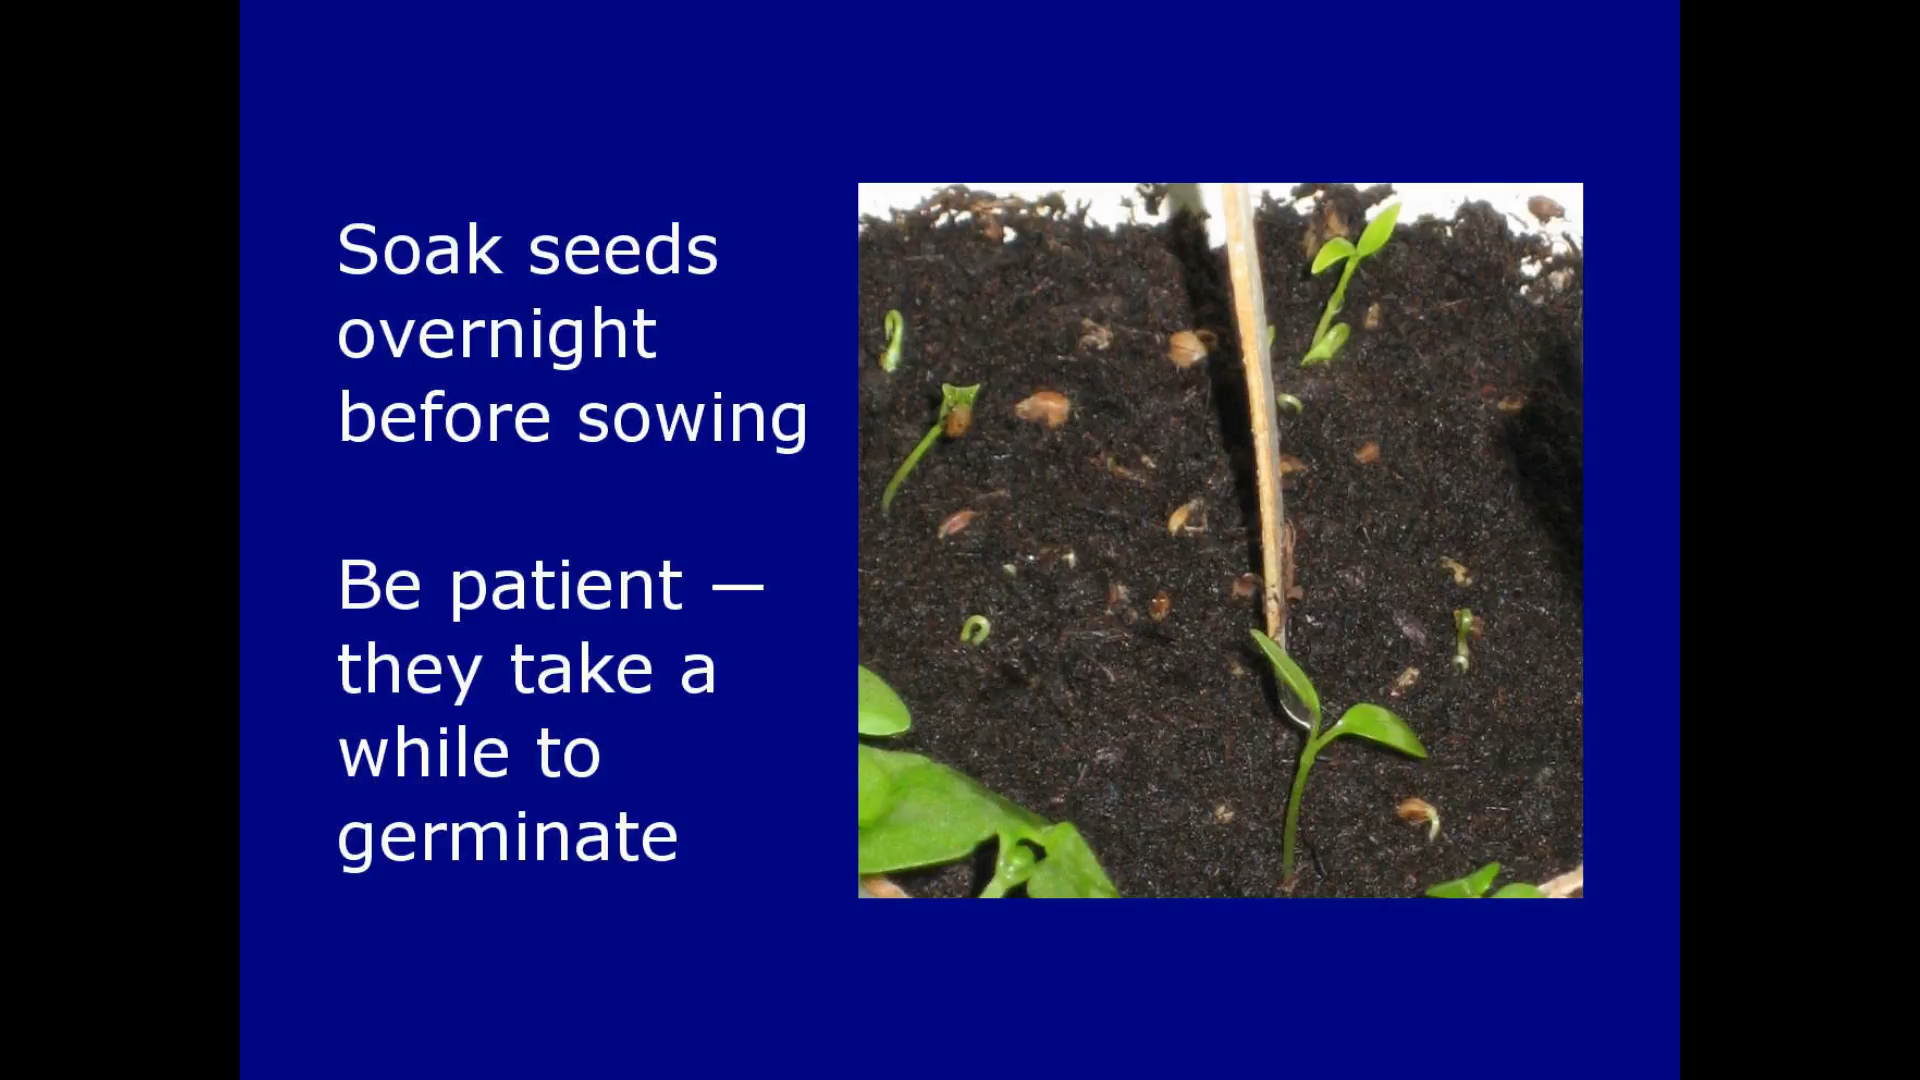 Soak seeds
overnight
before sowing
Be patient —
they take a
while to
germinate